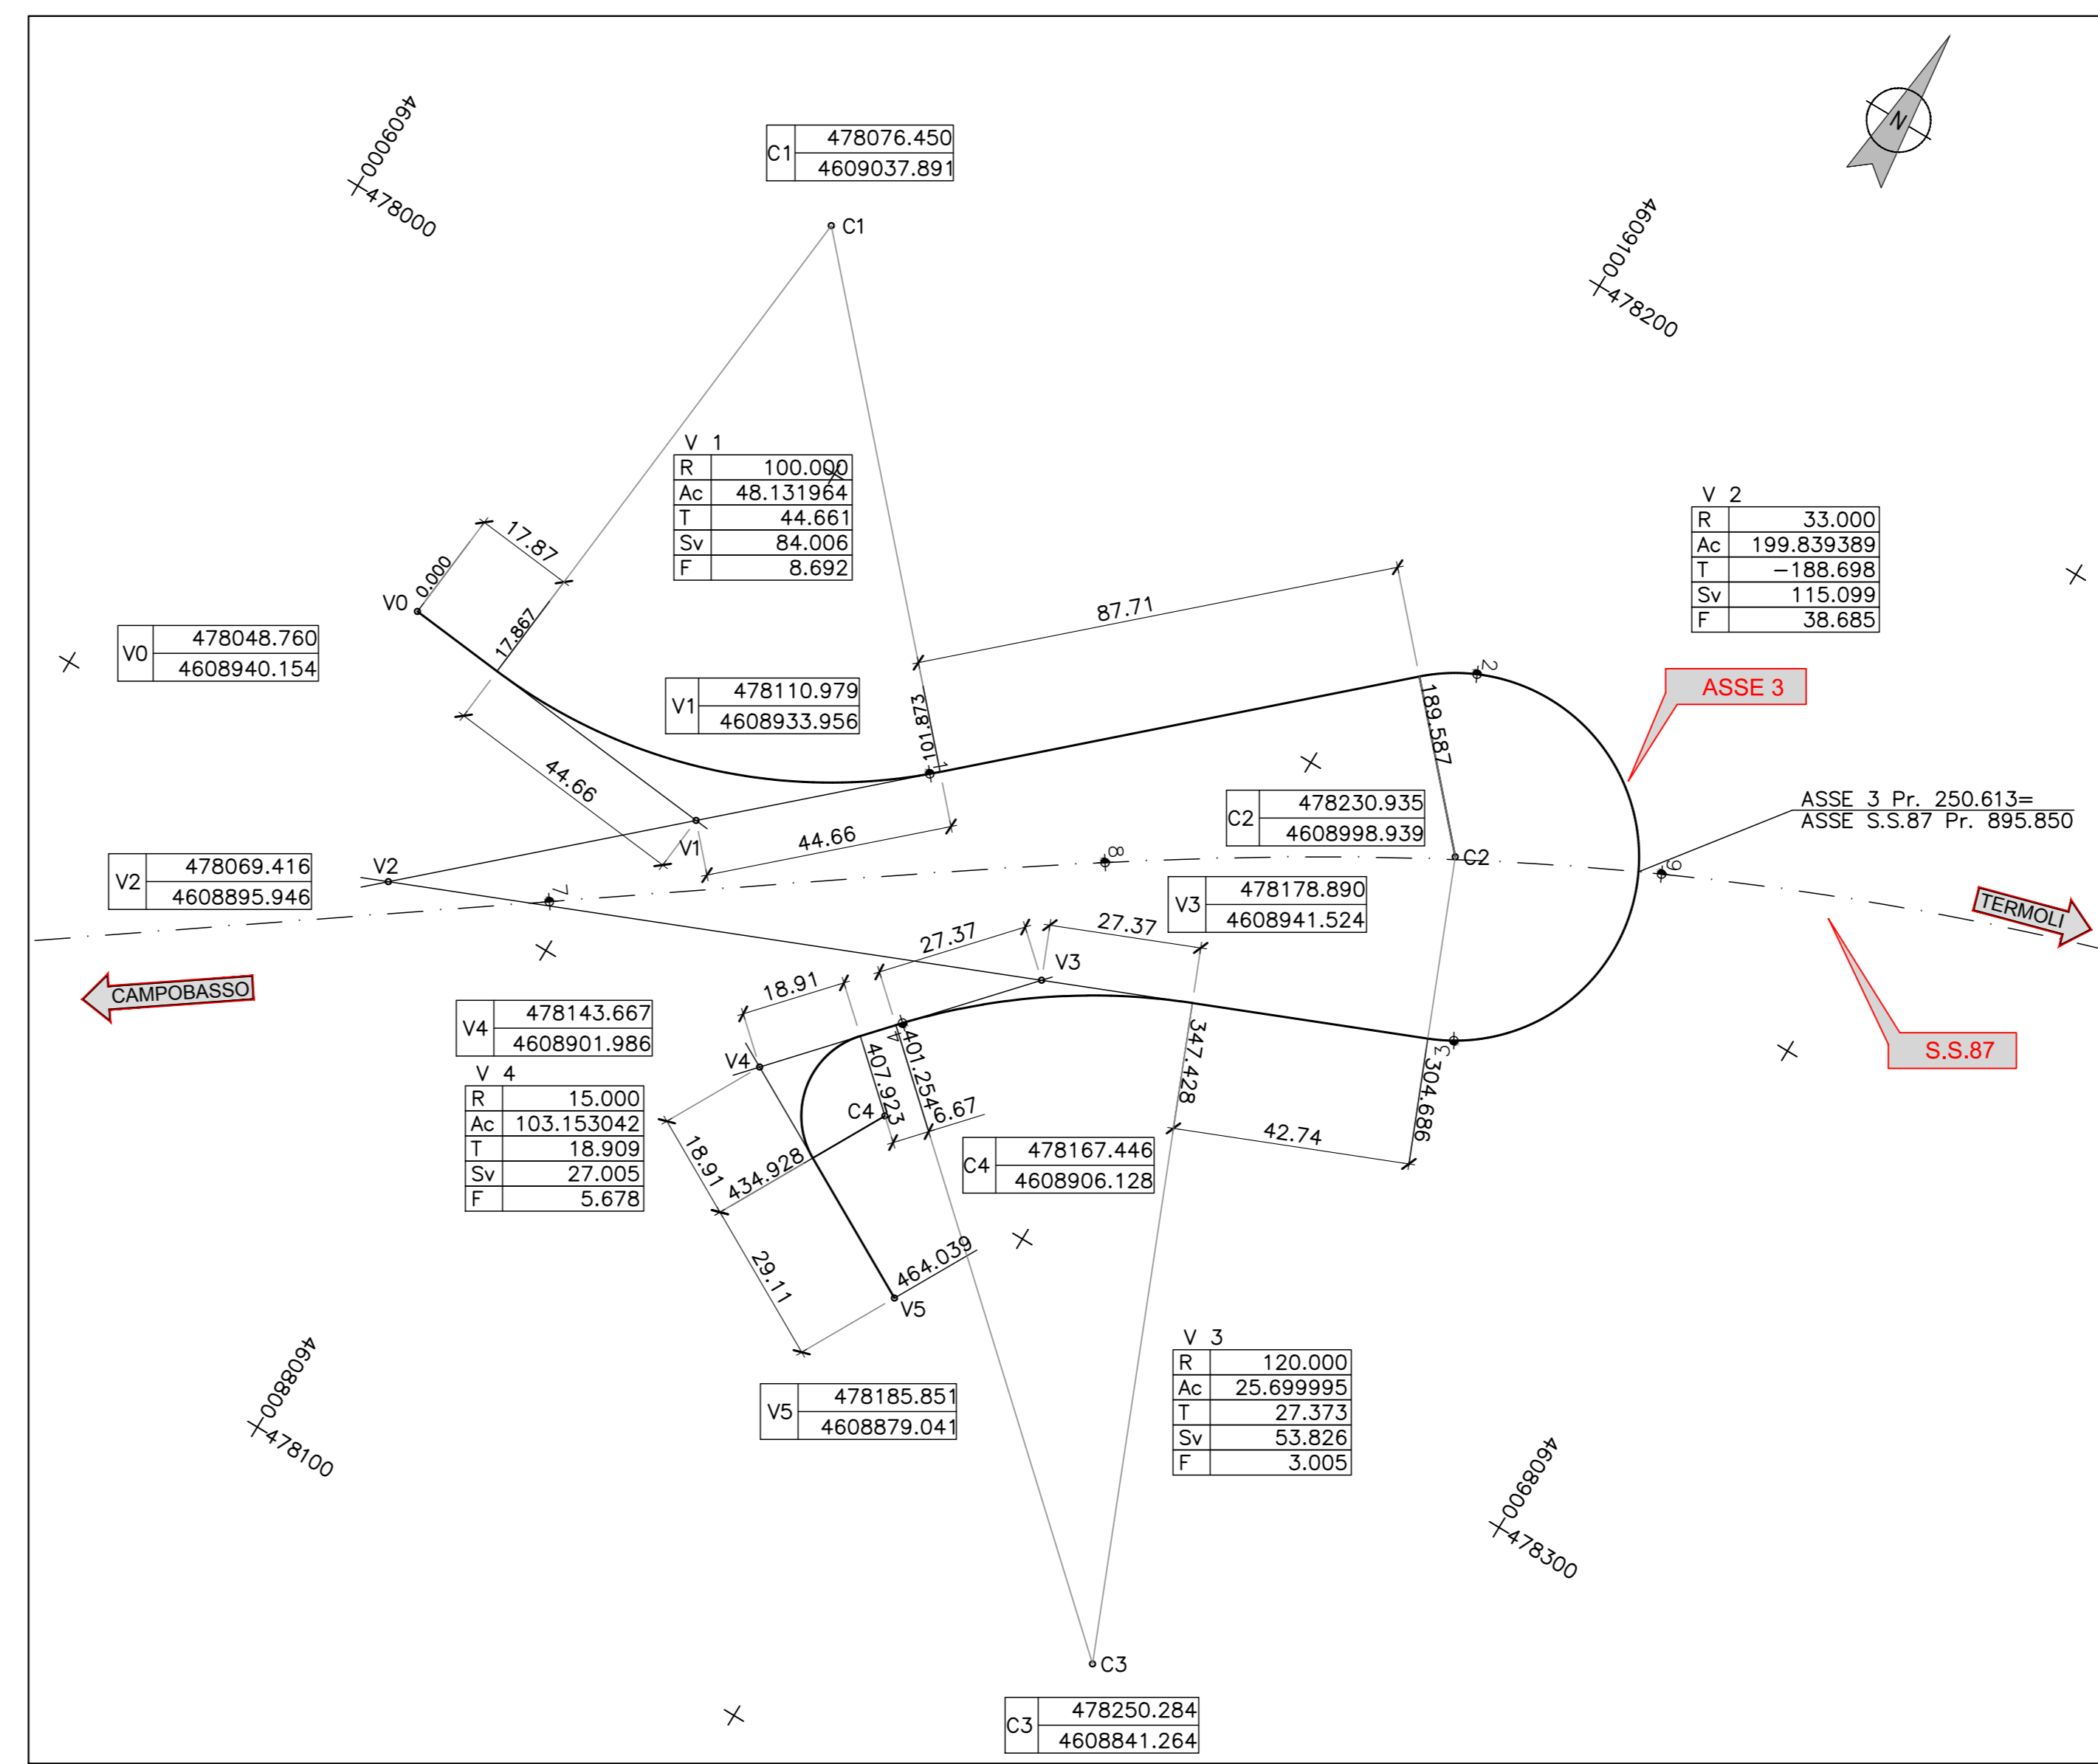 4609000
478000
C1 478076.450
4609037.891
C1
N
4609100
478200
V 1
R 100.000
Ac 48.131964
T 44.661
Sv 84.006
F 8.692
V 2
R 33.000
Ac 199.839389
T −188.698
Sv 115.099
F 38.685
17.87
0.000
V0
V0 478048.760
4608940.154
17.867
87.71
2
ASSE 3
V1 478110.979
4608933.956
101.873
1
189.587
44.66
44.66
V1
C2 478230.935
4608998.939
ASSE 3 Pr. 250.613=
ASSE S.S.87 Pr. 895.850
V2 478069.416
4608895.946
V2
7
8
C2
9
V3 478178.890
4608941.524
TERMOLI
27.37
27.37
V3
CAMPOBASSO
18.91
V4 478143.667
4608901.986
V4
4
401.254
407.923
347.428
3
304.686
S.S.87
V 4
R 15.000
Ac 103.153042
T 18.909
Sv 27.005
F 5.678
C4
6.67
42.74
18.91
434.928
C4 478167.446
4608906.128
29.11
464.039
V5
V 3
R 120.000
Ac 25.699995
T 27.373
Sv 53.826
F 3.005
4608800
478100
V5 478185.851
4608879.041
4608900
478300
C3
C3 478250.284
4608841.264